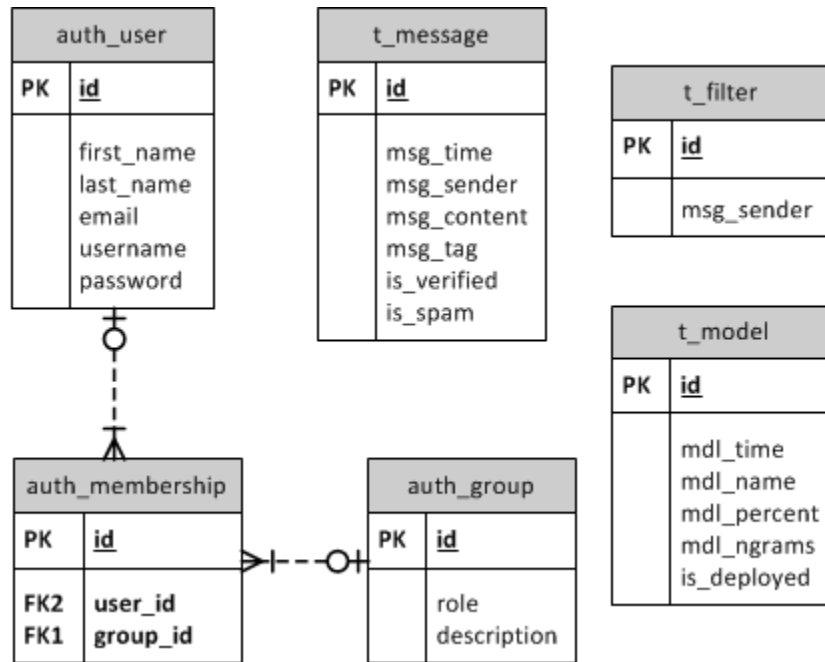 auth_user
PK id
first_name
last_name
email
username
password
t_message
PK id
msg_time
msg_sender
msg_content
msg_tag
is_verified
is_spam
t_filter
PK id
msg_sender
t_model
PK id
mdl_time
mdl_name
mdl_percent
mdl_ngrams
is_deployed
auth_membership
PK id
FK2 user_id
FK1 group_id
auth_group
PK id
role
description